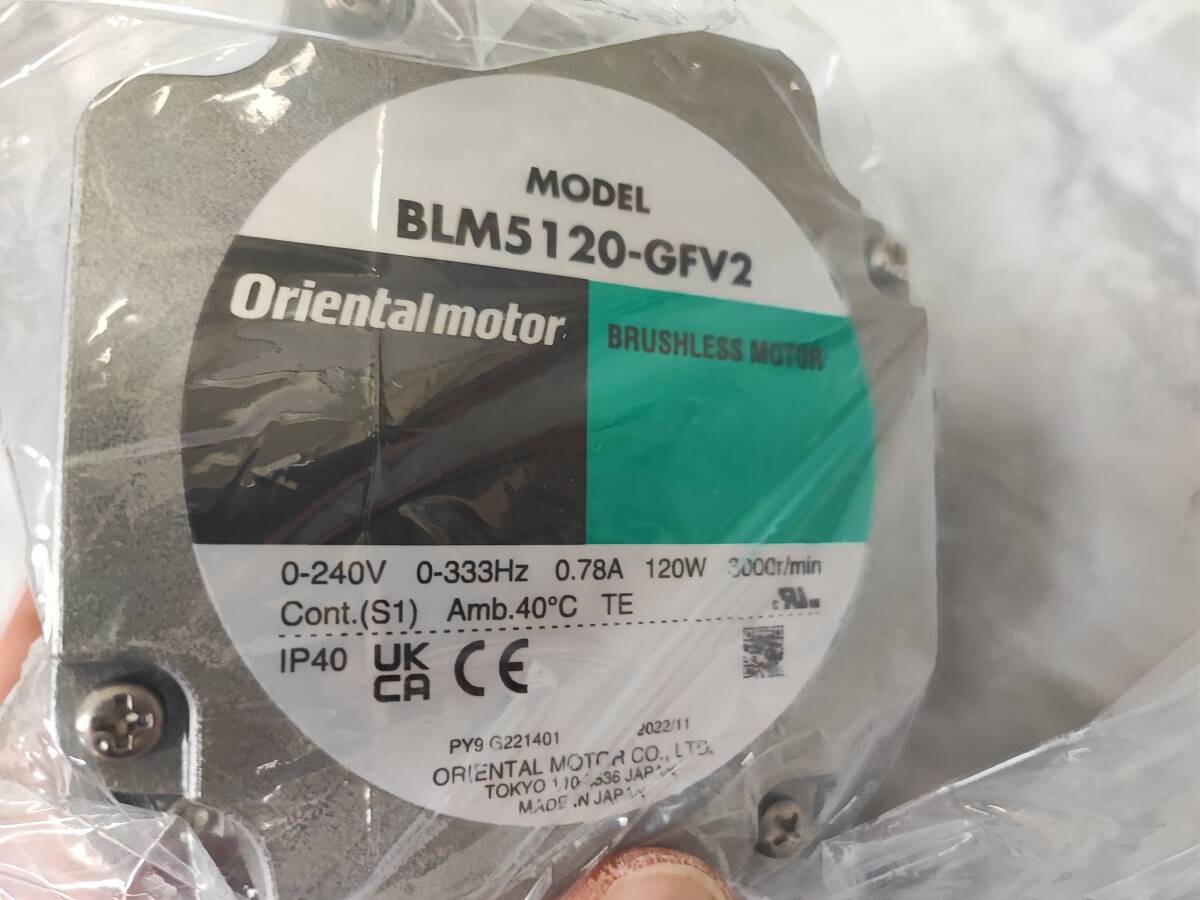 MODEL
BLM5120-GFV2
Orientalmotor
BRUSHLESS MOTOR
0-240V 0-333Hz 0.78A 120W 3000r/min
Cont.(S1) Amb.40°C TE
IP40 UK CA CE
PY9 G221401 2022/11
ORIENTAL MOTOR CO., LTD.
TOKYO JAPAN
MADE IN JAPAN